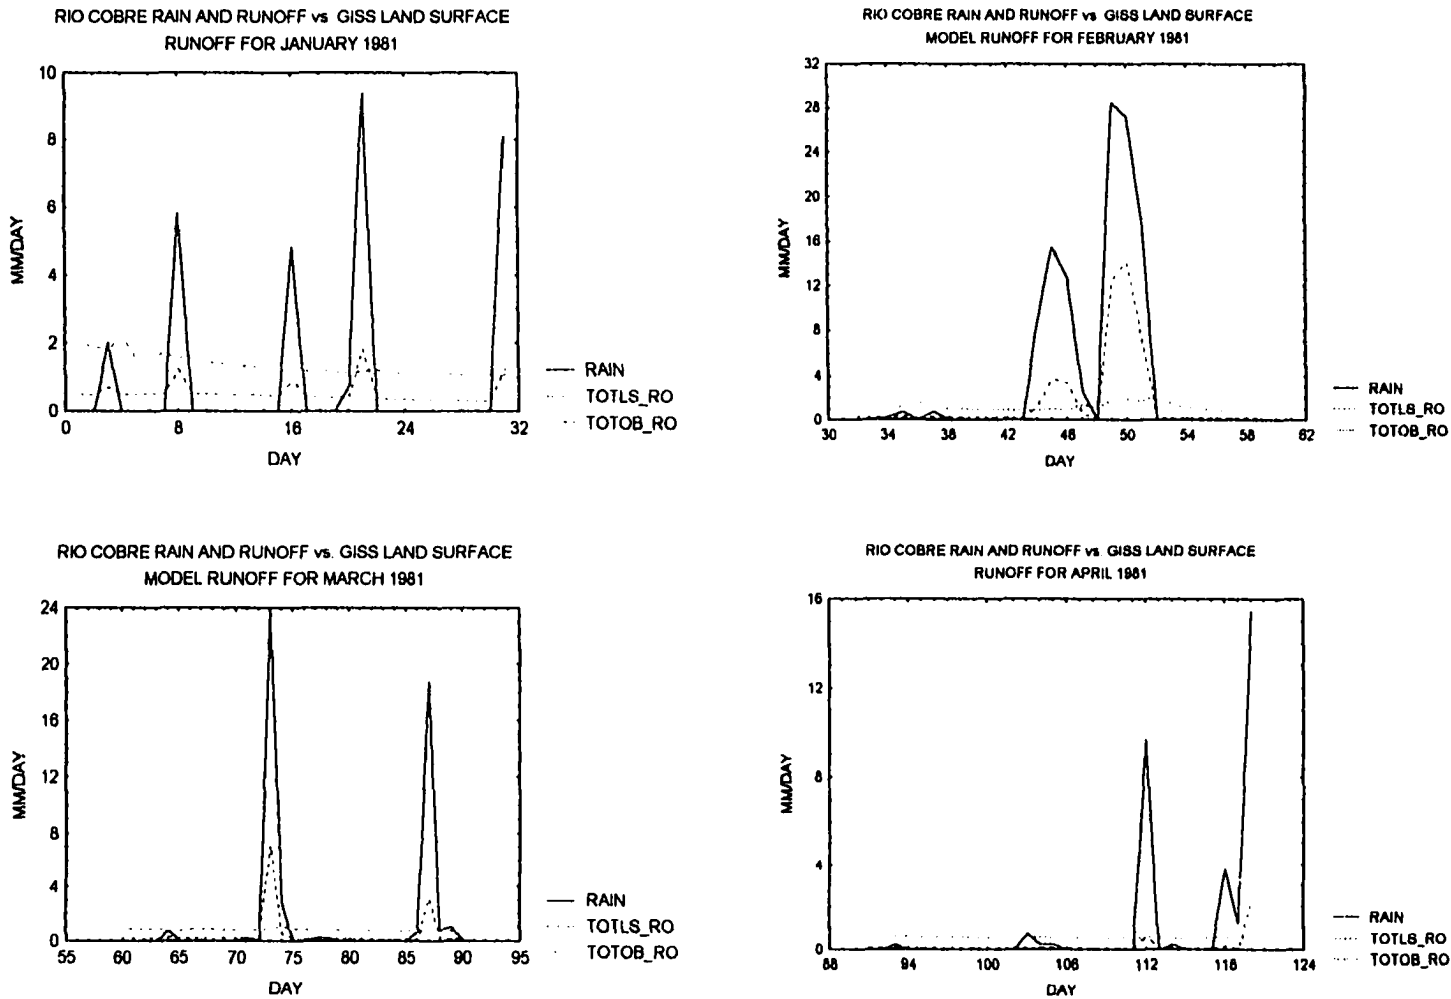 RIO COBRE RAIN AND RUNOFF vs GISS LAND SURFACE
RUNOFF FOR JANUARY 1981
10
8
6
4
2
0
MM/DAY
0 8 16 24 32
DAY
RAIN
TOTLS_RO
TOTOB_RO
RIO COBRE RAIN AND RUNOFF vs GISS LAND SURFACE
MODEL RUNOFF FOR FEBRUARY 1981
32
28
24
20
16
12
8
4
0
MM/DAY
30 34 38 42 46 50 54 58 62
DAY
RAIN
TOTLS_RO
TOTOB_RO
RIO COBRE RAIN AND RUNOFF vs. GISS LAND SURFACE
MODEL RUNOFF FOR MARCH 1981
24
20
16
12
8
4
0
MM/DAY
55 60 65 70 75 80 85 90 95
DAY
RAIN
TOTLS_RO
TOTOB_RO
RIO COBRE RAIN AND RUNOFF vs GISS LAND SURFACE
RUNOFF FOR APRIL 1981
16
12
8
4
0
MM/DAY
88 94 100 106 112 118 124
DAY
RAIN
TOTLS_RO
TOTOB_RO